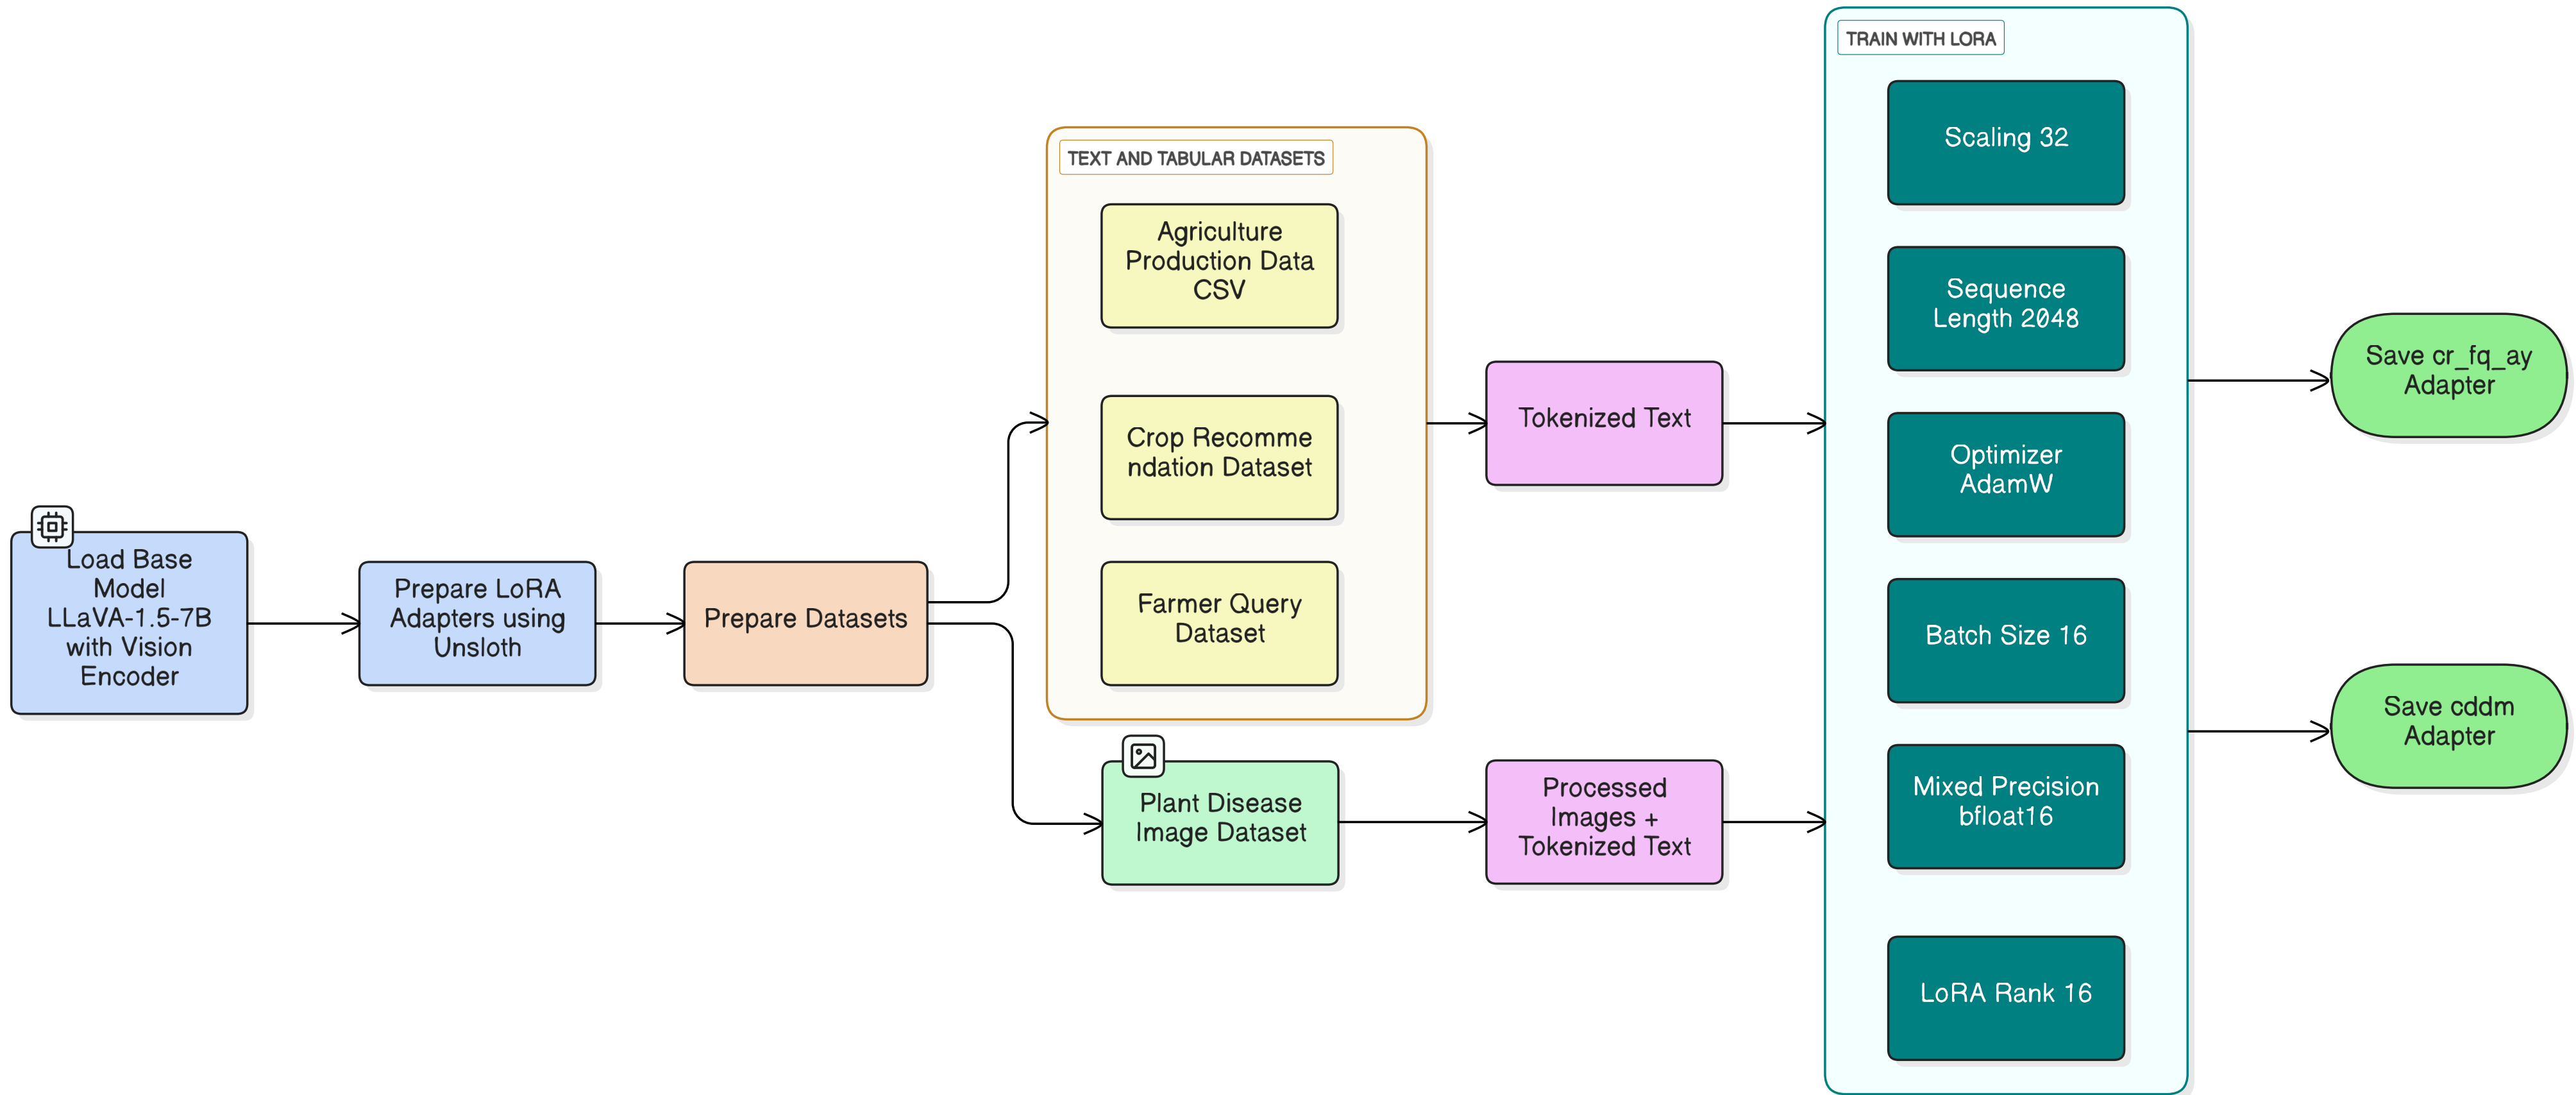 Load Base
Model
LLaVA-1.5-7B
with Vision
Encoder
Prepare LoRA
Adapters using
Unsloth
Prepare Datasets
TEXT AND TABULAR DATASETS
Agriculture
Production Data
CSV
Crop Recomme
ndation Dataset
Farmer Query
Dataset
Plant Disease
Image Dataset
Tokenized Text
Processed
Images +
Tokenized Text
TRAIN WITH LORA
Scaling 32
Sequence
Length 2048
Optimizer
AdamW
Batch Size 16
Mixed Precision
bfloat16
LoRA Rank 16
Save cr_fq_ay
Adapter
Save cddm
Adapter